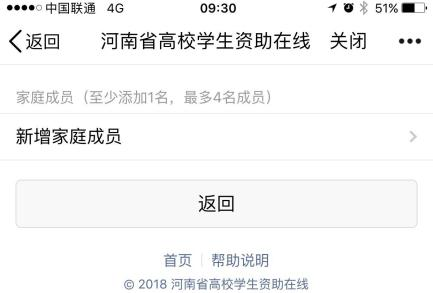 中国联通 4G 09:30 51%
返回 河南省高校学生资助在线 关闭
家庭成员（至少添加1名，最多4名成员）
新增家庭成员
返回
首页 帮助说明
© 2018 河南省高校学生资助在线